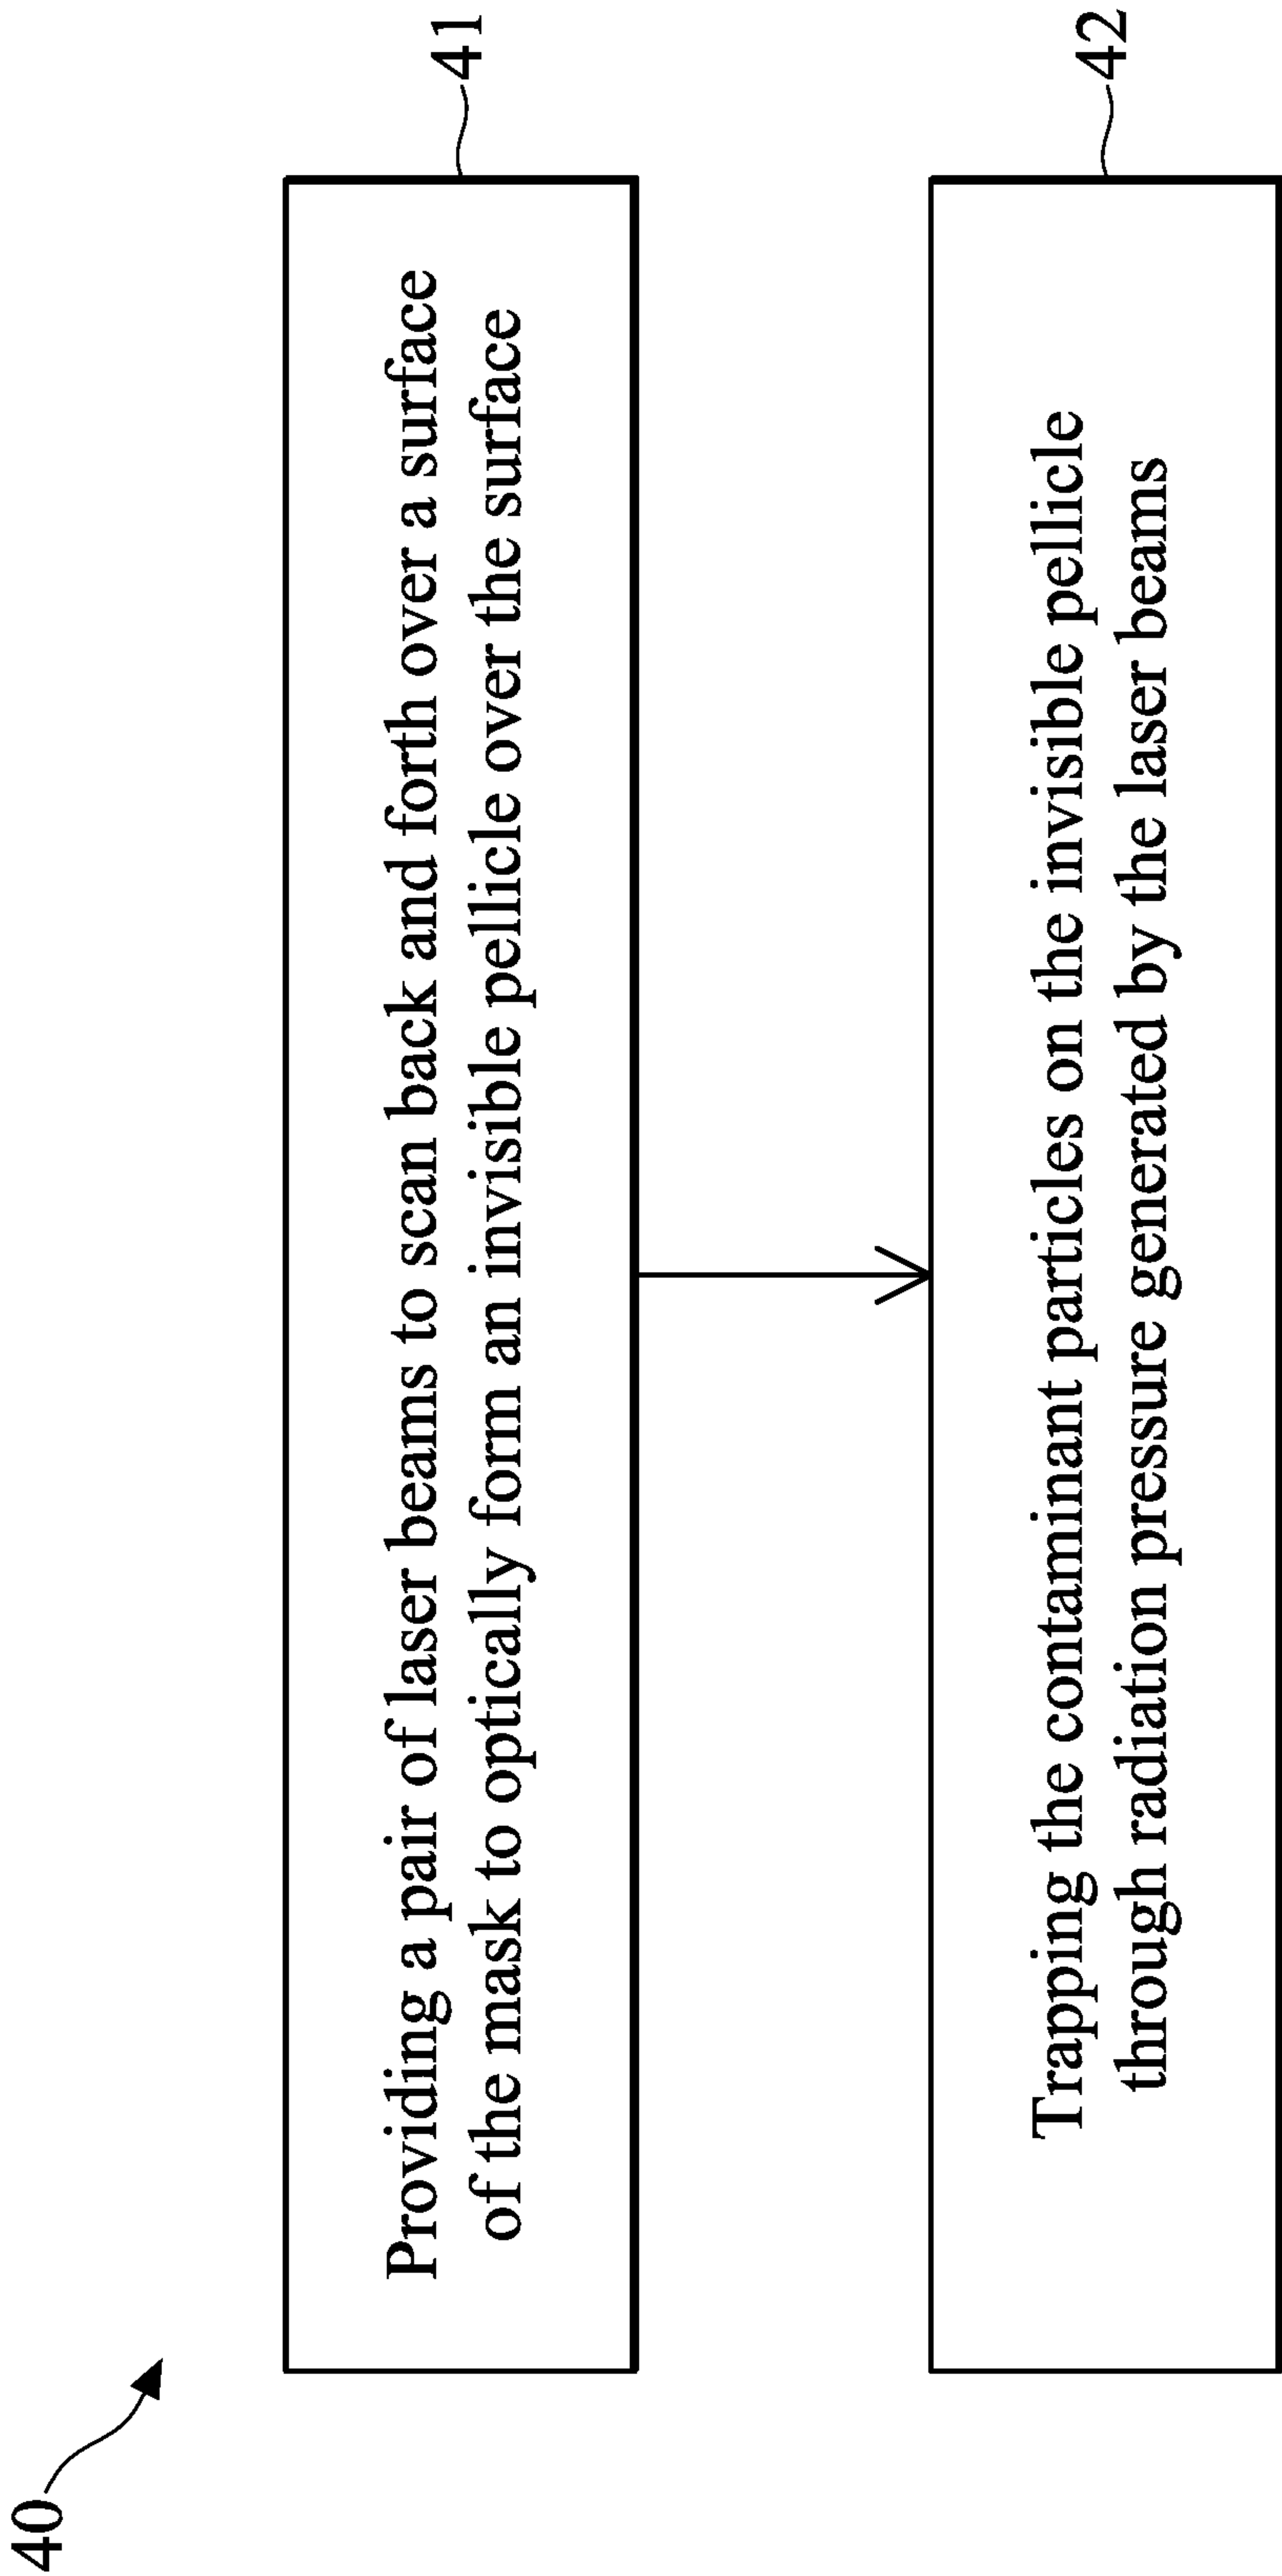 40
Providing a pair of laser beams to scan back and forth over a surface
of the mask to optically form an invisible pellicle over the surface
41
Trapping the contaminant particles on the invisible pellicle
through radiation pressure generated by the laser beams
42